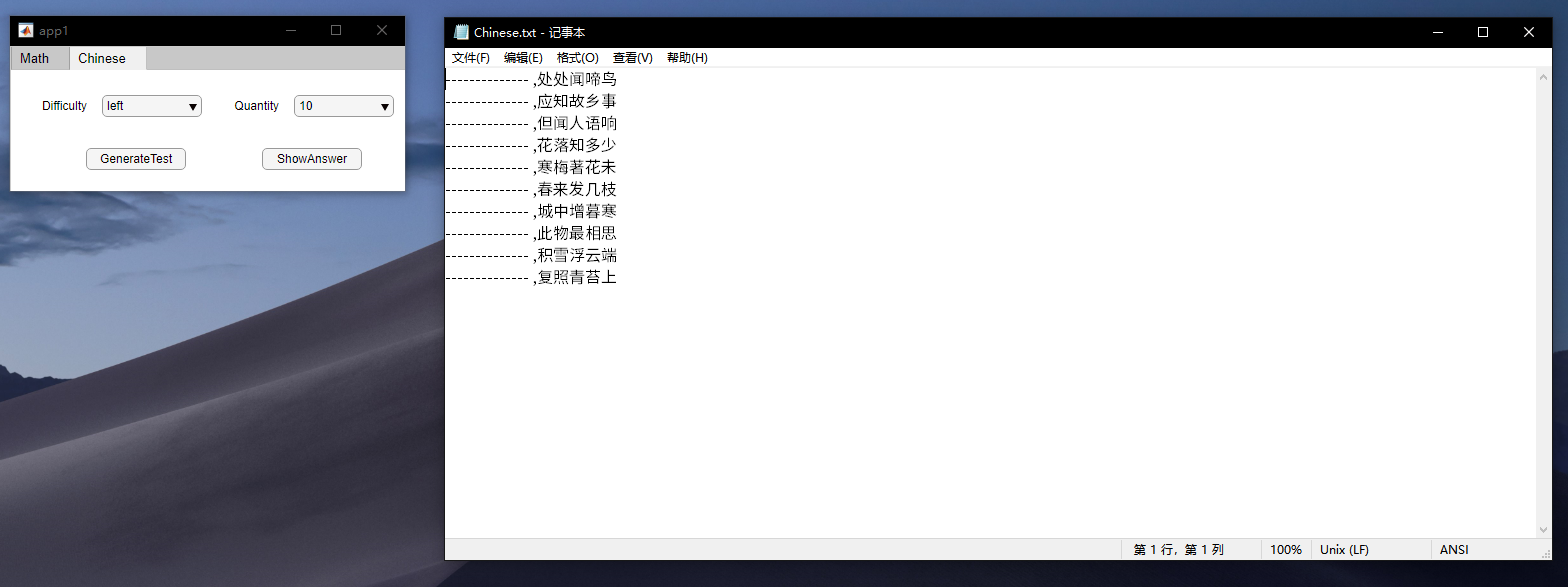 app1
Math Chinese
Difficulty left Quantity 10
GenerateTest ShowAnswer
Chinese.txt - 记事本
文件(F) 编辑(E) 格式(O) 查看(V) 帮助(H)
------------ ,处处闻啼鸟
------------ ,应知故乡事
------------ ,但闻人语响
------------ ,花落知多少
------------ ,寒梅著花未
------------ ,春来发几枝
------------ ,城中增暮寒
------------ ,此物最相思
------------ ,积雪浮云端
------------ ,复照青苔上
第 1 行，第 1 列 100% Unix (LF) ANSI